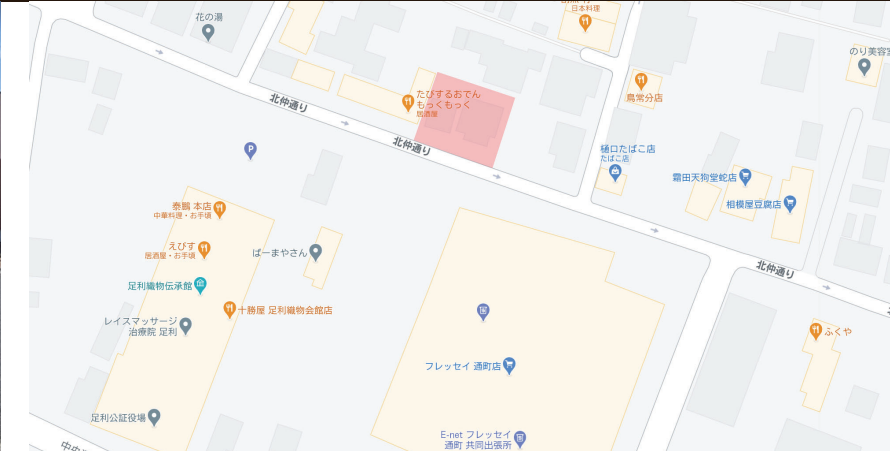 花の湯
日本料理
のり美容室
たびするおでん
もっくもっく
居酒屋
鳥常分店
北仲通り
北仲通り
樋口たばこ店
たばこ店
P
霜田天狗堂蛇店
相模屋豆腐店
泰鵬 本店
中華料理・お手頃
えびす
居酒屋・お手頃
ぱーまやさん
北仲通り
足利織物伝承館
十勝屋 足利織物会館店
レイスマッサージ
治療院 足利
ふくや
フレッセイ 通町店
足利公証役場
E-net フレッセイ
通町 共同出張所
中央